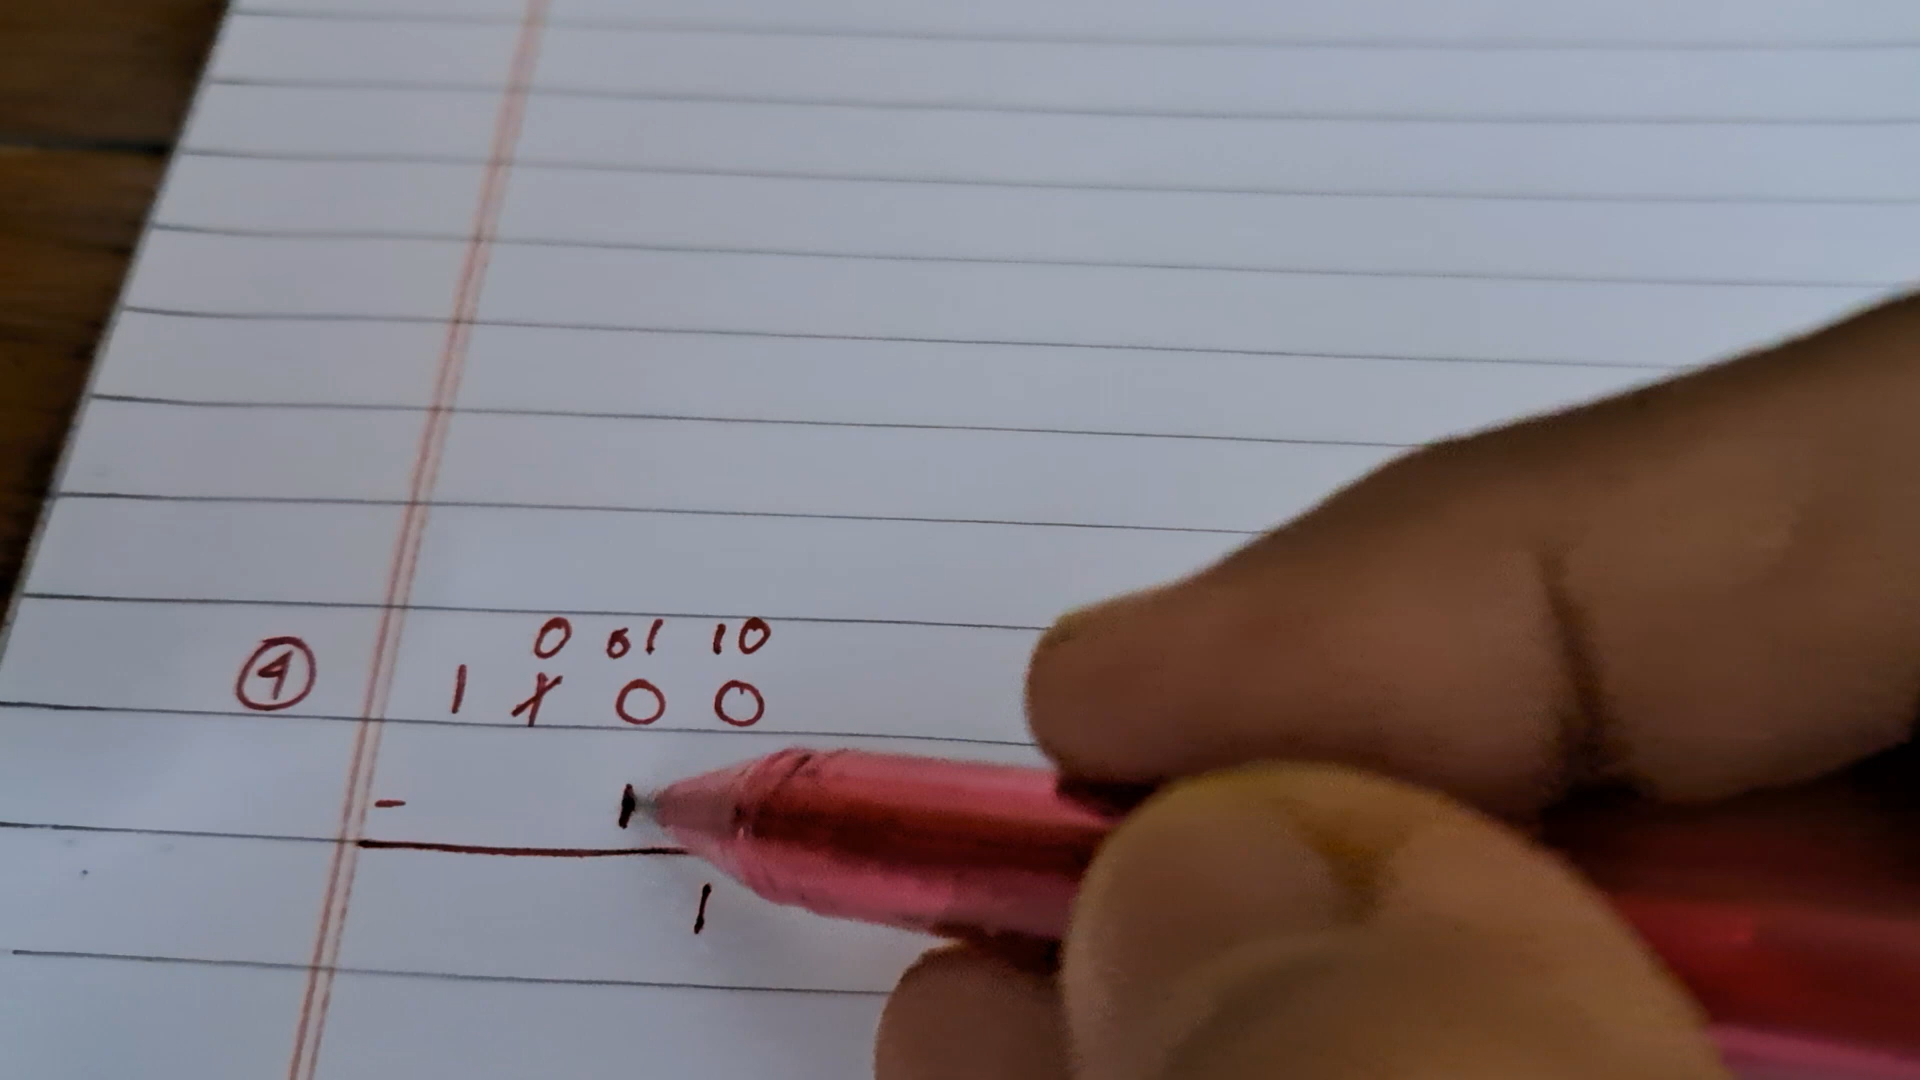 0 01 10
④ 1 1 0 0
- 1
1